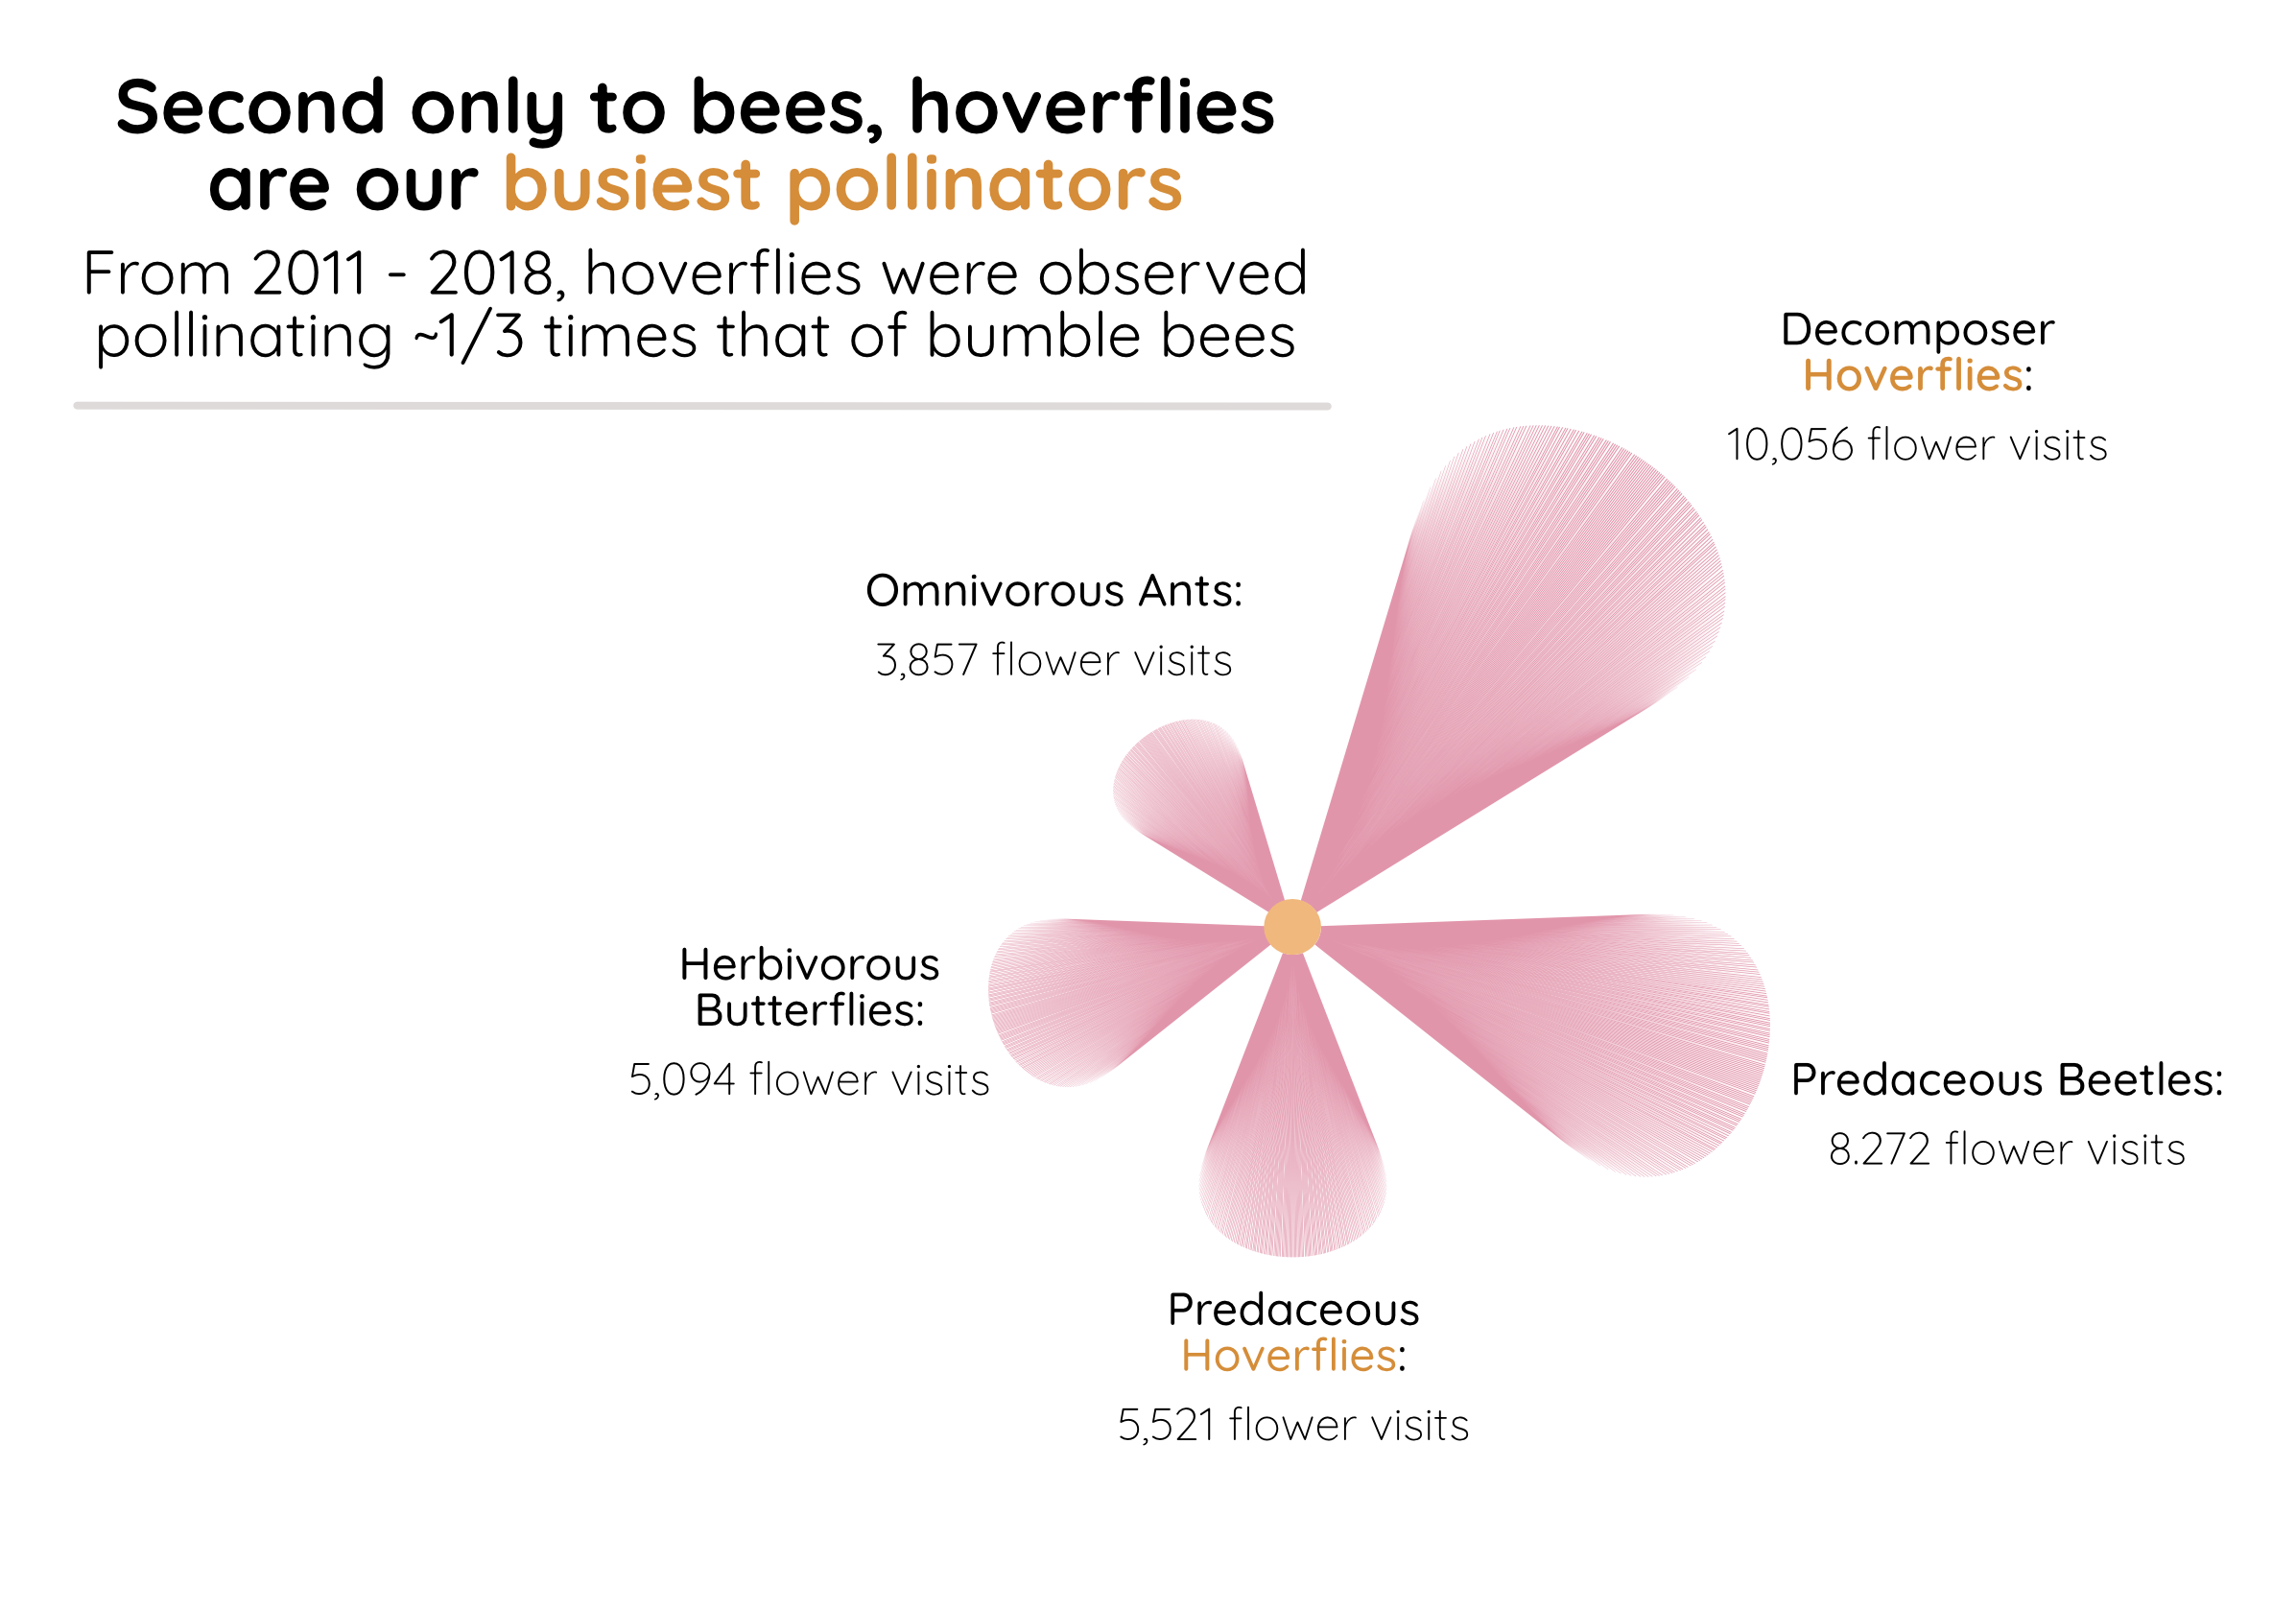 Second only to bees, hoverflies
are our busiest pollinators
From 2011 - 2018, hoverflies were observed
pollinating ~1/3 times that of bumble bees
Decomposer
Hoverflies:
10,056 flower visits
Omnivorous Ants:
3,857 flower visits
Herbivorous
Butterflies:
5,094 flower visits
Predaceous Beetles:
8.272 flower visits
Predaceous
Hoverflies:
5,521 flower visits